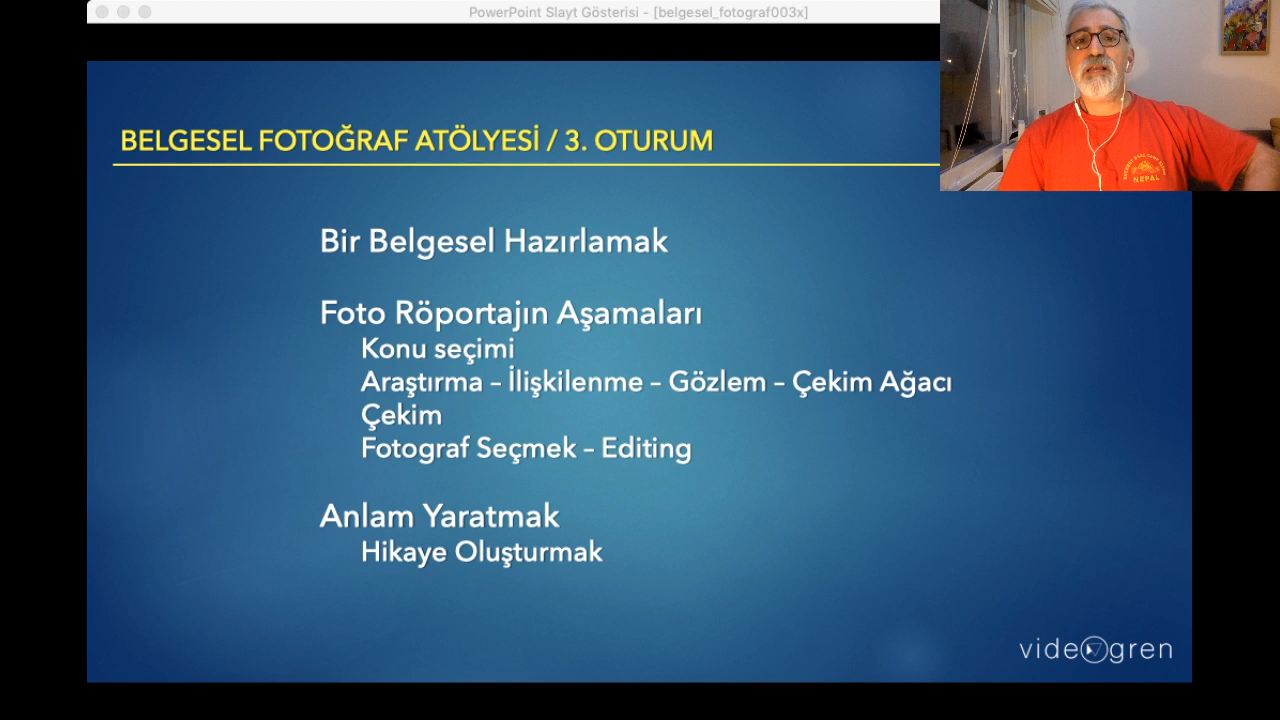 PowerPoint Slayt Gösterisi - [belgesel_fotograf003x]
BELGESEL FOTOĞRAF ATÖLYESİ / 3. OTURUM
Bir Belgesel Hazırlamak
Foto Röportajın Aşamaları
Konu seçimi
Araştırma – İlişkilenme – Gözlem – Çekim Ağacı
Çekim
Fotograf Seçmek – Editing
Anlam Yaratmak
Hikaye Oluşturmak
NEPAL
videogren